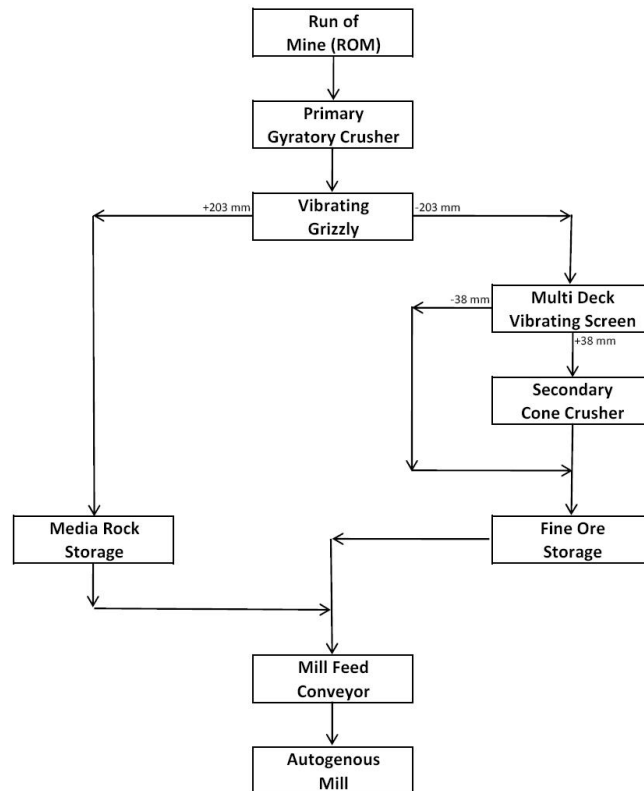 Run of
Mine (ROM)
Primary
Gyratory Crusher
+203 mm
Vibrating
Grizzly
-203 mm
-38 mm
Multi Deck
Vibrating Screen
+38 mm
Secondary
Cone Crusher
Media Rock
Storage
Fine Ore
Storage
Mill Feed
Conveyor
Autogenous
Mill